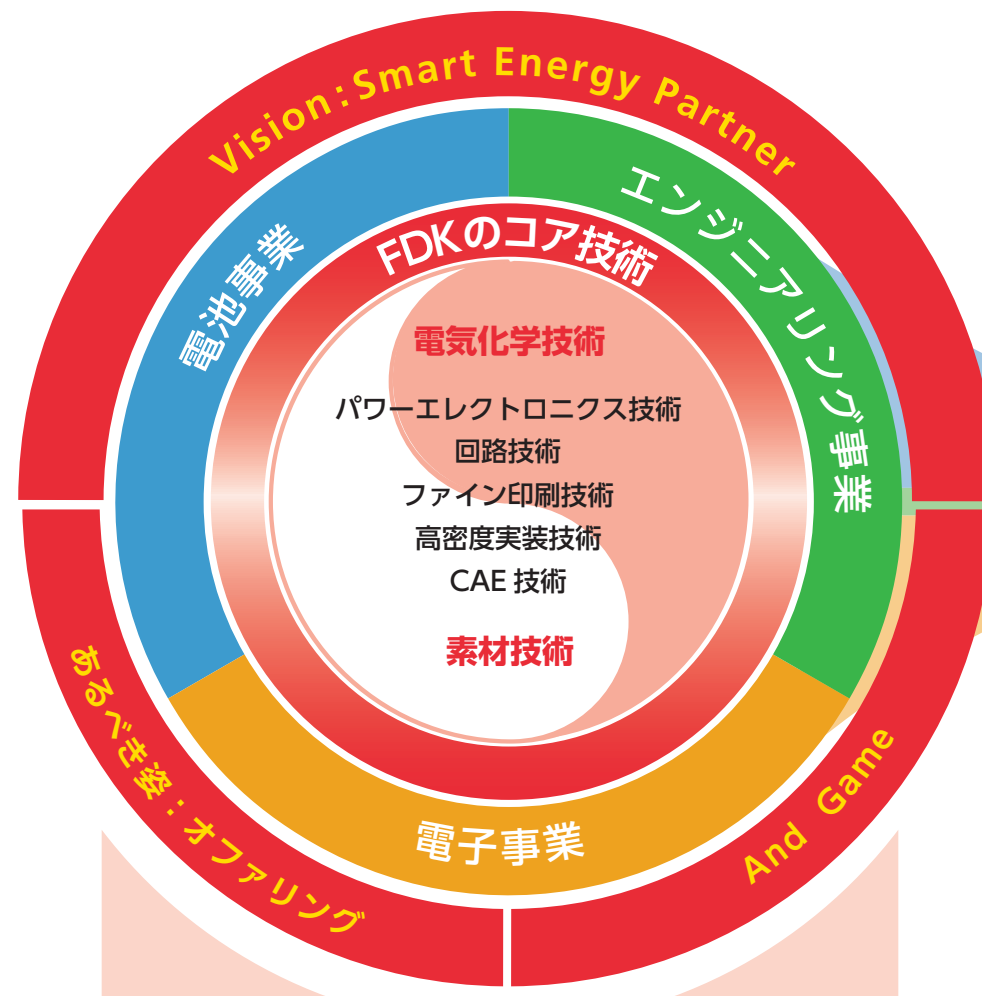 Vision:Smart Energy Partner
電池事業
エンジニアリング事業
FDKのコア技術
電気化学技術
パワーエレクトロニクス技術
回路技術
ファイン印刷技術
高密度実装技術
CAE 技術
素材技術
電子事業
あるべき姿:オファリング
And Game